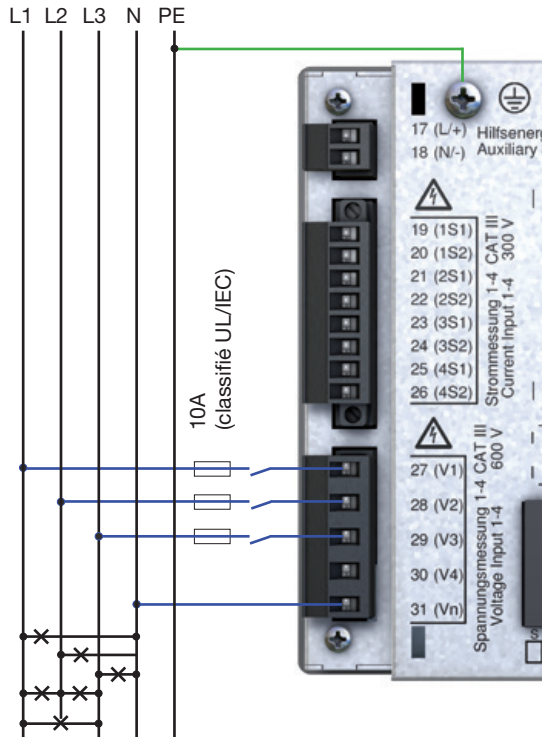 L1 L2 L3 N PE
17 (L/+)
18 (N/-)
Auxiliary
19 (1S1)
20 (1S2)
21 (2S1)
22 (2S2)
23 (3S1)
24 (3S2)
25 (4S1)
26 (4S2)
Strommessung 1-4 CAT III
Current Input 1-4 300 V
10A
(classifié UL/IEC)
27 (V1)
28 (V2)
29 (V3)
30 (V4)
31 (Vn)
Spannungsmessung 1-4 CAT III
Voltage Input 1-4 600 V
S